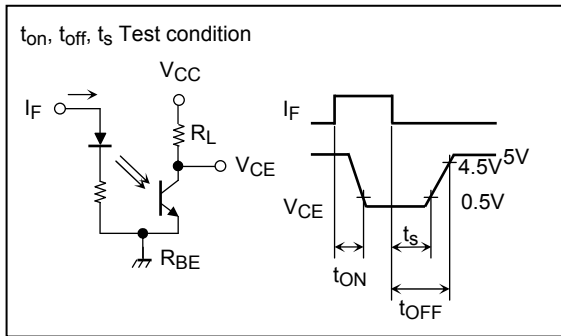 ton, toff, ts Test condition
VCC
IF
RL
VCE
RBE
IF
5V
4.5V
0.5V
VCE
ts
tON
tOFF